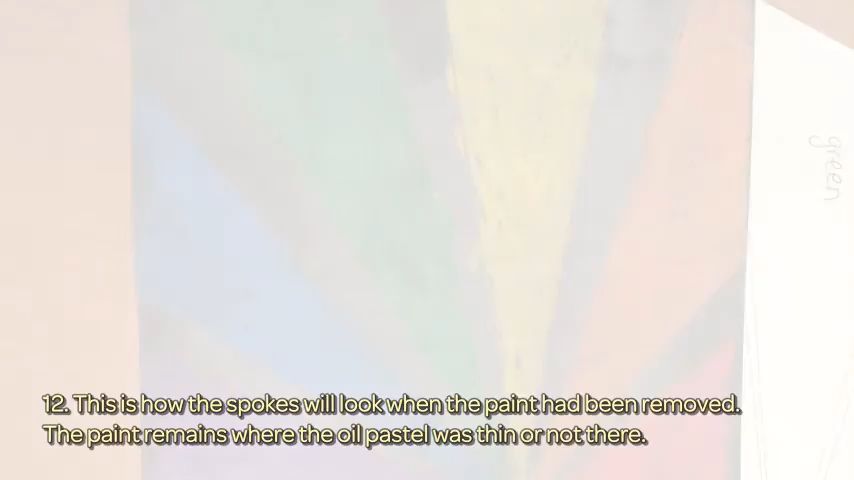 green
12. This is how the spokes will look when the paint had been removed.
The paint remains where the oil pastel was thin or not there.